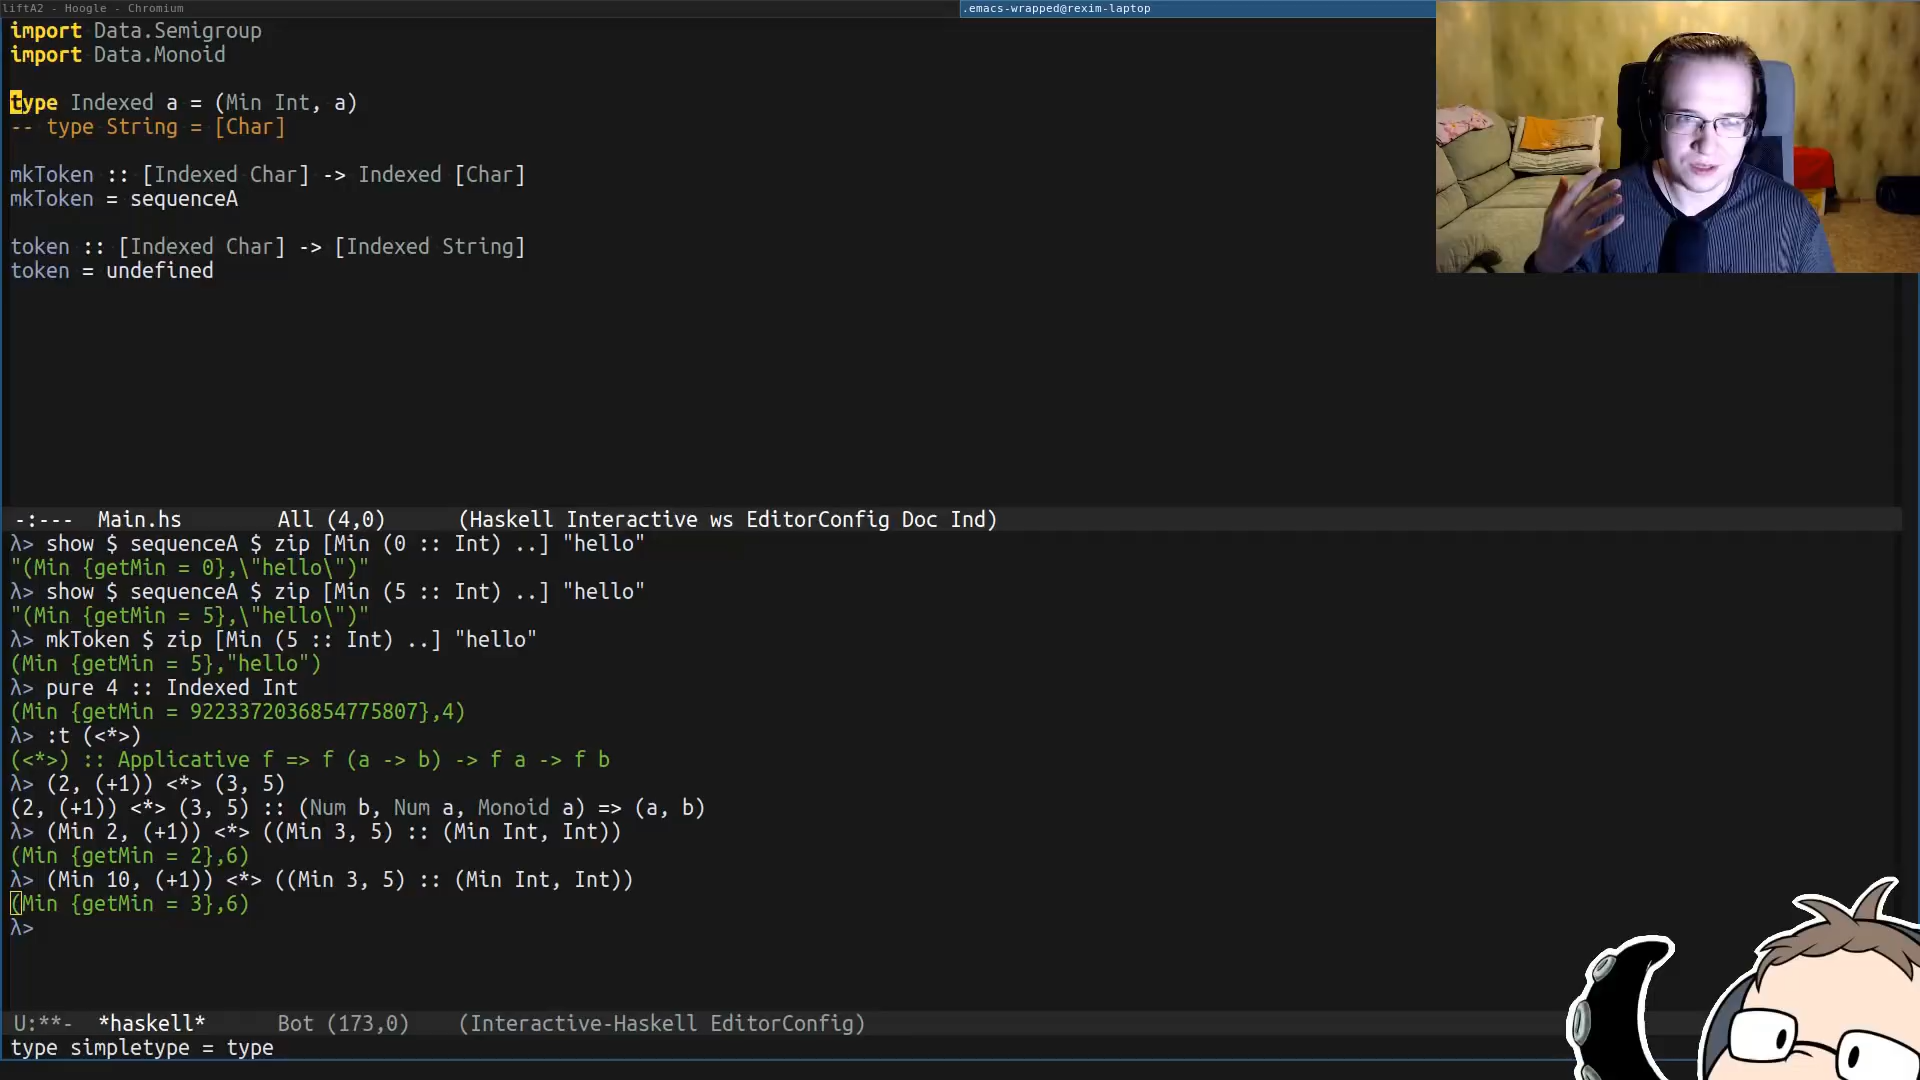 liftA2 - Hoogle - Chromium
.emacs-wrapped@rexim-laptop
import Data.Semigroup
import Data.Monoid
type Indexed a = (Min Int, a)
-- type String = [Char]
mkToken :: [Indexed Char] -> Indexed [Char]
mkToken = sequenceA
token :: [Indexed Char] -> [Indexed String]
token = undefined
-:--- Main.hs All (4,0) (Haskell Interactive ws EditorConfig Doc Ind)
λ> show $ sequenceA $ zip [Min (0 :: Int) ..] "hello"
"(Min {getMin = 0},\"hello\")"
λ> show $ sequenceA $ zip [Min (5 :: Int) ..] "hello"
"(Min {getMin = 5},\"hello\")"
λ> mkToken $ zip [Min (5 :: Int) ..] "hello"
(Min {getMin = 5},"hello")
λ> pure 4 :: Indexed Int
(Min {getMin = 9223372036854775807},4)
λ> :t (<*>)
(<*>) :: Applicative f => f (a -> b) -> f a -> f b
λ> (2, (+1)) <*> (3, 5)
(2, (+1)) <*> (3, 5) :: (Num b, Num a, Monoid a) => (a, b)
λ> (Min 2, (+1)) <*> ((Min 3, 5) :: (Min Int, Int))
(Min {getMin = 2},6)
λ> (Min 10, (+1)) <*> ((Min 3, 5) :: (Min Int, Int))
(Min {getMin = 3},6)
λ>
U:**- *haskell* Bot (173,0) (Interactive-Haskell EditorConfig)
type simpletype = type